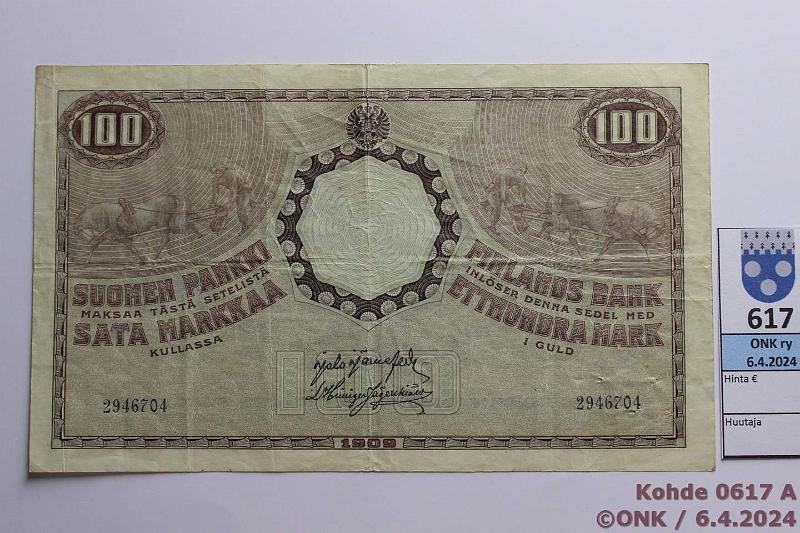 100
100
SUOMEN PANKKI
MAKSAA TÄSTÄ SETELISTÄ
SATA MARKKAA
KULLASSA
FINLANDS BANK
INLÖSER DENNA SEDEL MED
ETTHUNDRA MARK
I GULD
100
2946704
2946704
1909
617
ONK ry
6.4.2024
Hinta €
Huutaja
Kohde 0617 A
©ONK / 6.4.2024